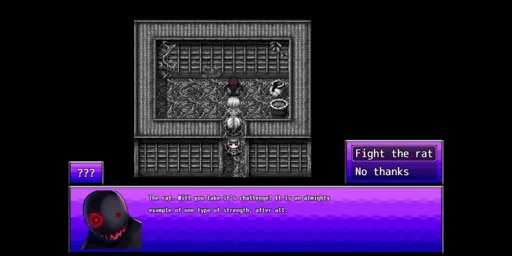 Fight the rat
No thanks
???
The rat. Will you take it's challenge? It is an almighty
example of one type of strength, after all.